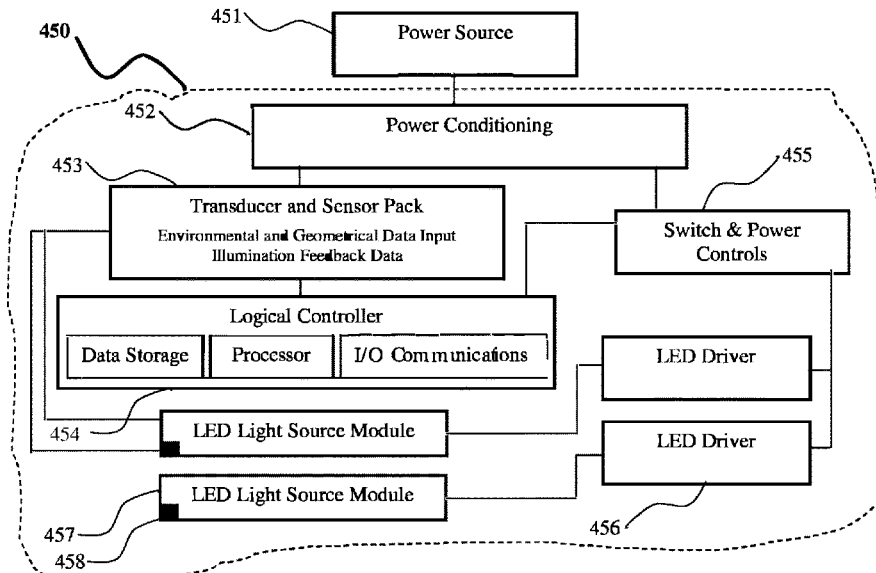 451
Power Source
450
452
Power Conditioning
453
455
Transducer and Sensor Pack
Environmental and Geometrical Data Input
Illumination Feedback Data
Switch & Power
Controls
Logical Controller
Data Storage
Processor
I/O Communications
LED Driver
454
LED Light Source Module
LED Driver
LED Light Source Module
457
458
456